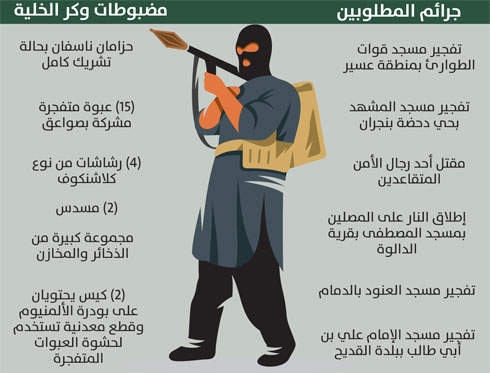 جرائم المطلوبين
تفجير مسجد قوات
الطوارئ بمنطقة عسير
تفجير مسجد المشهد
بحي دحضة بنجران
مقتل أحد رجال الأمن
المتقاعدين
إطلاق النار على المصلين
بمسجد المصطفى بقرية
الدالوة
تفجير مسجد العنود بالدمام
تفجير مسجد الإمام علي بن
أبي طالب ببلدة القديح
مضبوطات وكر الخلية
حزامان ناسفان بحالة
تشريك كامل
(15) عبوة متفجرة
مشركة بصواعق
(4) رشاشات من نوع
كلاشنكوف
(2) مسدس
مجموعة كبيرة من
الذخائر والمخازن
(2) كيس يحتويان
على بودرة الألمنيوم
وقطع معدنية تستخدم
لحشوة العبوات
المتفجرة